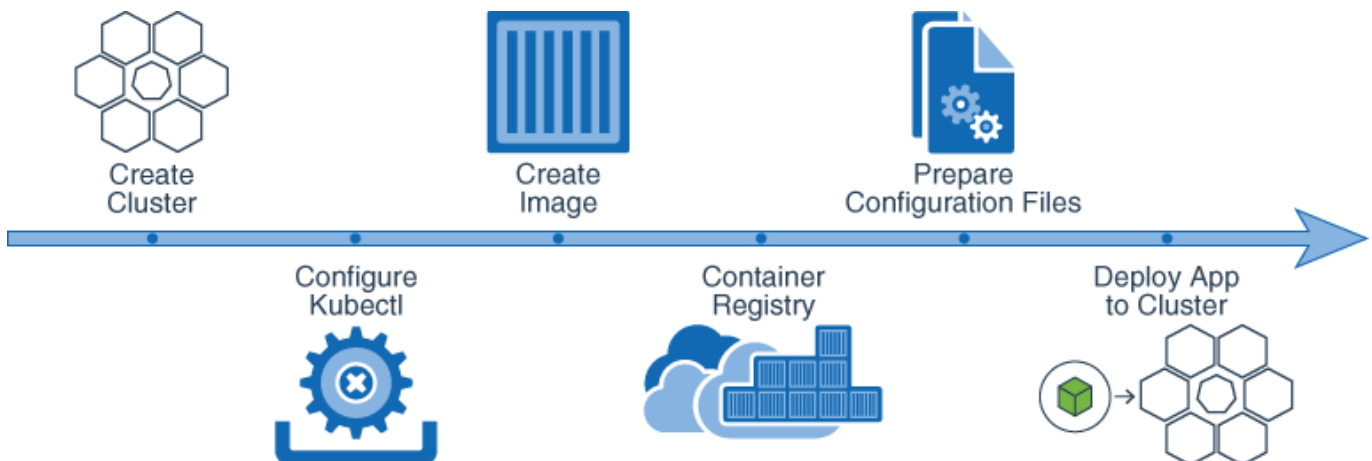 Create
Cluster
Configure
Kubectl
Create
Image
Container
Registry
Prepare
Configuration Files
Deploy App
to Cluster